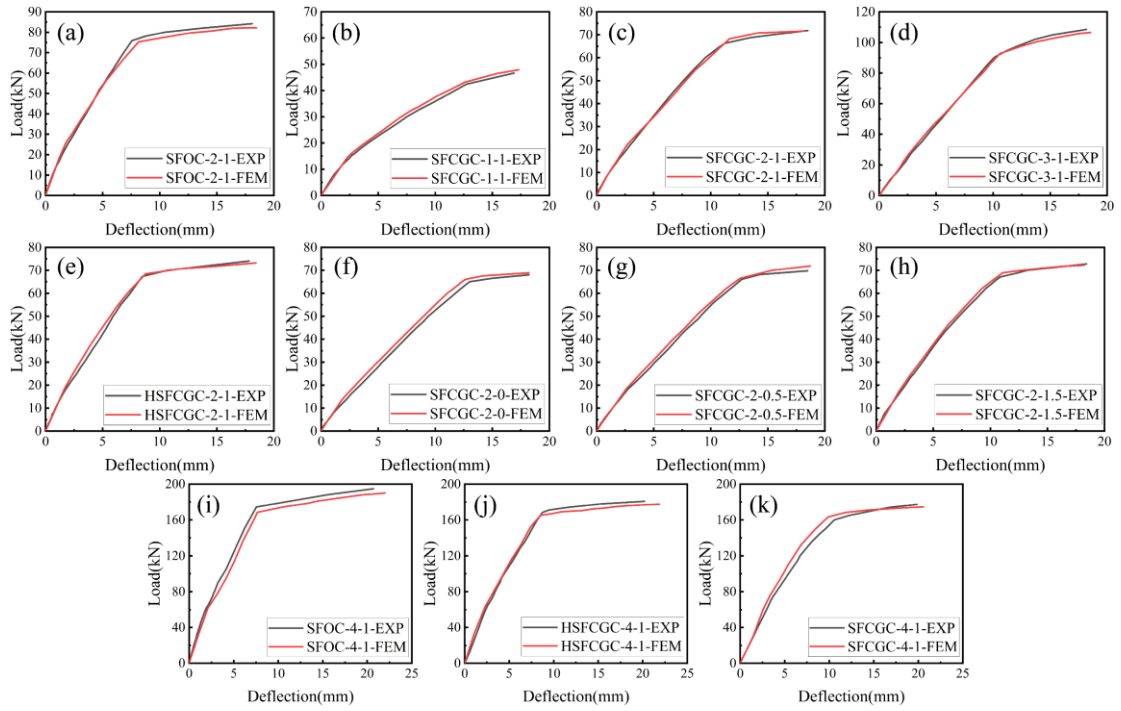 (a)
Load(kN)
90
80
70
60
50
40
30
20
10
0
SFOC-2-1-EXP
SFOC-2-1-FEM
0 5 10 15 20
Deflection(mm)
(b)
Load(kN)
70
60
50
40
30
20
10
0
SFCGC-1-1-EXP
SFCGC-1-1-FEM
0 5 10 15 20
Deflection(mm)
(c)
Load(kN)
80
70
60
50
40
30
20
10
0
SFCGC-2-1-EXP
SFCGC-2-1-FEM
0 5 10 15 20
Deflection(mm)
(d)
Load(kN)
120
100
80
60
40
20
0
SFCGC-3-1-EXP
SFCGC-3-1-FEM
0 5 10 15 20
Deflection(mm)
(e)
Load(kN)
80
70
60
50
40
30
20
10
0
HSFCGC-2-1-EXP
HSFCGC-2-1-FEM
0 5 10 15 20
Deflection(mm)
(f)
Load(kN)
80
70
60
50
40
30
20
10
0
SFCGC-2-0-EXP
SFCGC-2-0-FEM
0 5 10 15 20
Deflection(mm)
(g)
Load(kN)
80
70
60
50
40
30
20
10
0
SFCGC-2-0.5-EXP
SFCGC-2-0.5-FEM
0 5 10 15 20
Deflection(mm)
(h)
Load(kN)
80
70
60
50
40
30
20
10
0
SFCGC-2-1.5-EXP
SFCGC-2-1.5-FEM
0 5 10 15 20
Deflection(mm)
(i)
Load(kN)
200
160
120
80
40
0
SFOC-4-1-EXP
SFOC-4-1-FEM
0 5 10 15 20 25
Deflection(mm)
(j)
Load(kN)
200
160
120
80
40
0
HSFCGC-4-1-EXP
HSFCGC-4-1-FEM
0 5 10 15 20 25
Deflection(mm)
(k)
Load(kN)
200
160
120
80
40
0
SFCGC-4-1-EXP
SFCGC-4-1-FEM
0 5 10 15 20 25
Deflection(mm)